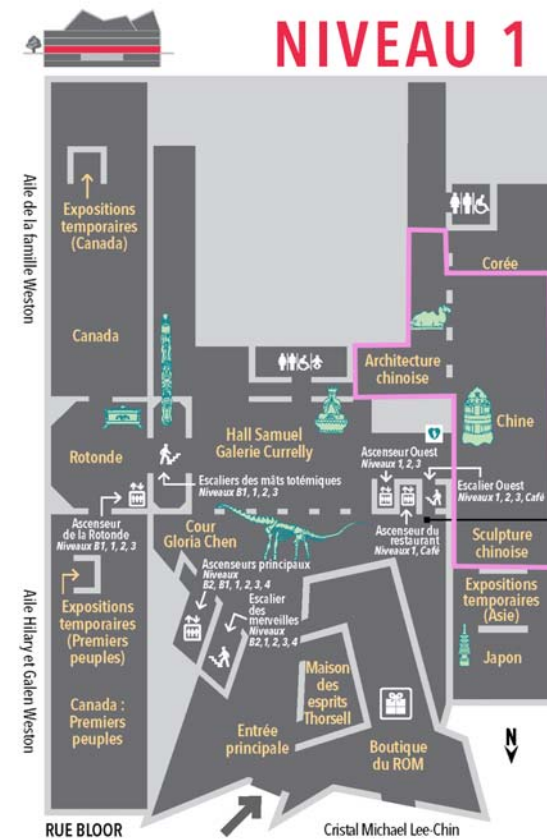 NIVEAU 1
Aile de la famille Weston
Expositions
temporaires
(Canada)
Canada
Corée
Architecture
chinoise
Chine
Hall Samuel
Galerie Currelly
Rotonde
Escaliers des mâts totémiques
Niveaux B1, 1, 2, 3
Ascenseur Ouest
Niveaux 1, 2, 3
Escalier Ouest
Niveaux 1, 2, 3, Café
Ascenseur
de la Rotonde
Niveaux B1, 1, 2, 3
Cour
Gloria Chen
Ascenseur du
restaurant
Niveaux 1, Café
Sculpture
chinoise
Ascenseurs principaux
Niveaux
B2, B1, 1, 2, 3, 4
Escalier
des
merveilles
Niveaux
B2, 1, 2, 3, 4
Expositions
temporaires
(Asie)
Japon
Aile Hilary et Galen Weston
Expositions
temporaires
(Premiers
peuples)
Canada :
Premiers
peuples
Maison
des
esprits
Thorsell
Entrée
principale
Boutique
du ROM
N
RUE BLOOR
Cristal Michael Lee-Chin